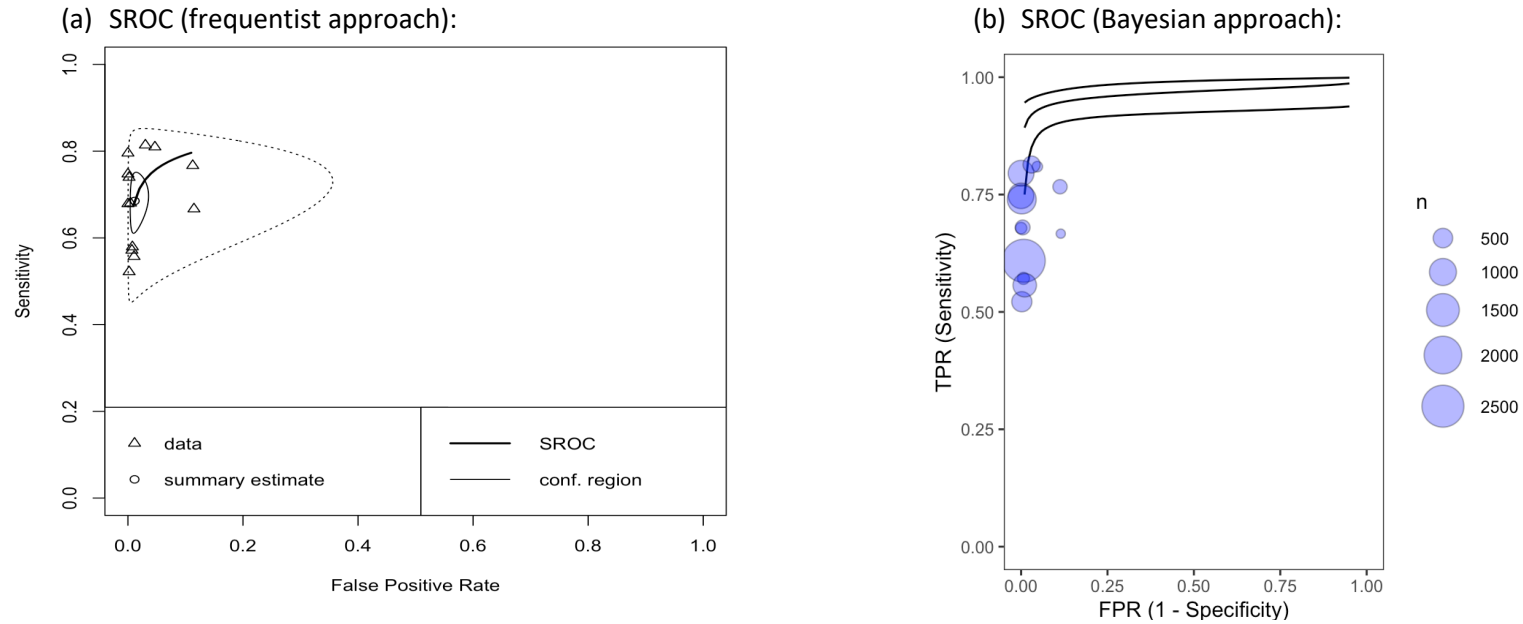 (a) SROC (frequentist approach):
1.0
0.8
0.6
0.4
0.2
0.0
Sensitivity
data
summary estimate
SROC
conf. region
0.0 0.2 0.4 0.6 0.8 1.0
False Positive Rate
(b) SROC (Bayesian approach):
1.00
0.75
0.50
0.25
0.00
TPR (Sensitivity)
0.00 0.25 0.50 0.75 1.00
FPR (1 - Specificity)
n
500
1000
1500
2000
2500